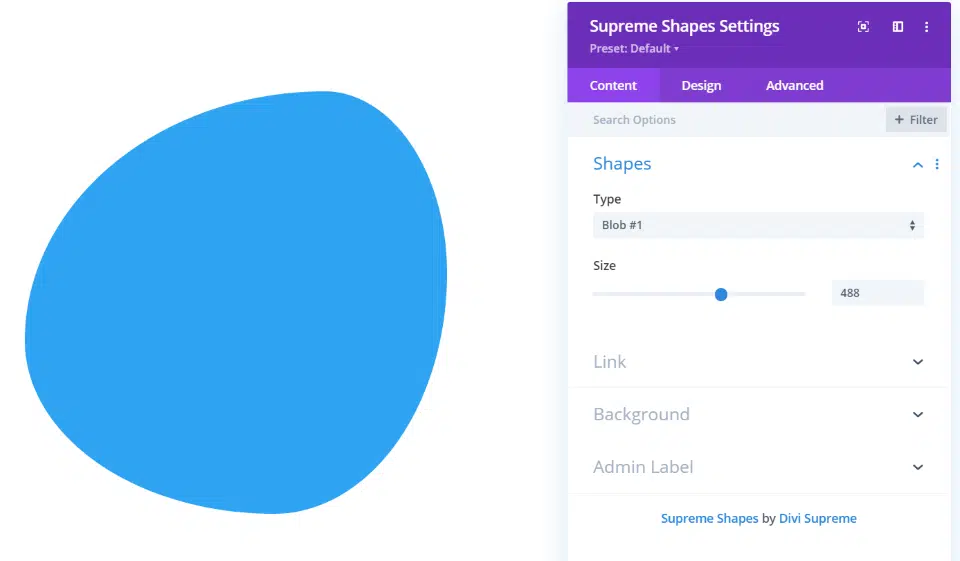 Supreme Shapes Settings
Preset: Default
Content Design Advanced
Search Options + Filter
Shapes
Type
Blob #1
Size
488
Link
Background
Admin Label
Supreme Shapes by Divi Supreme